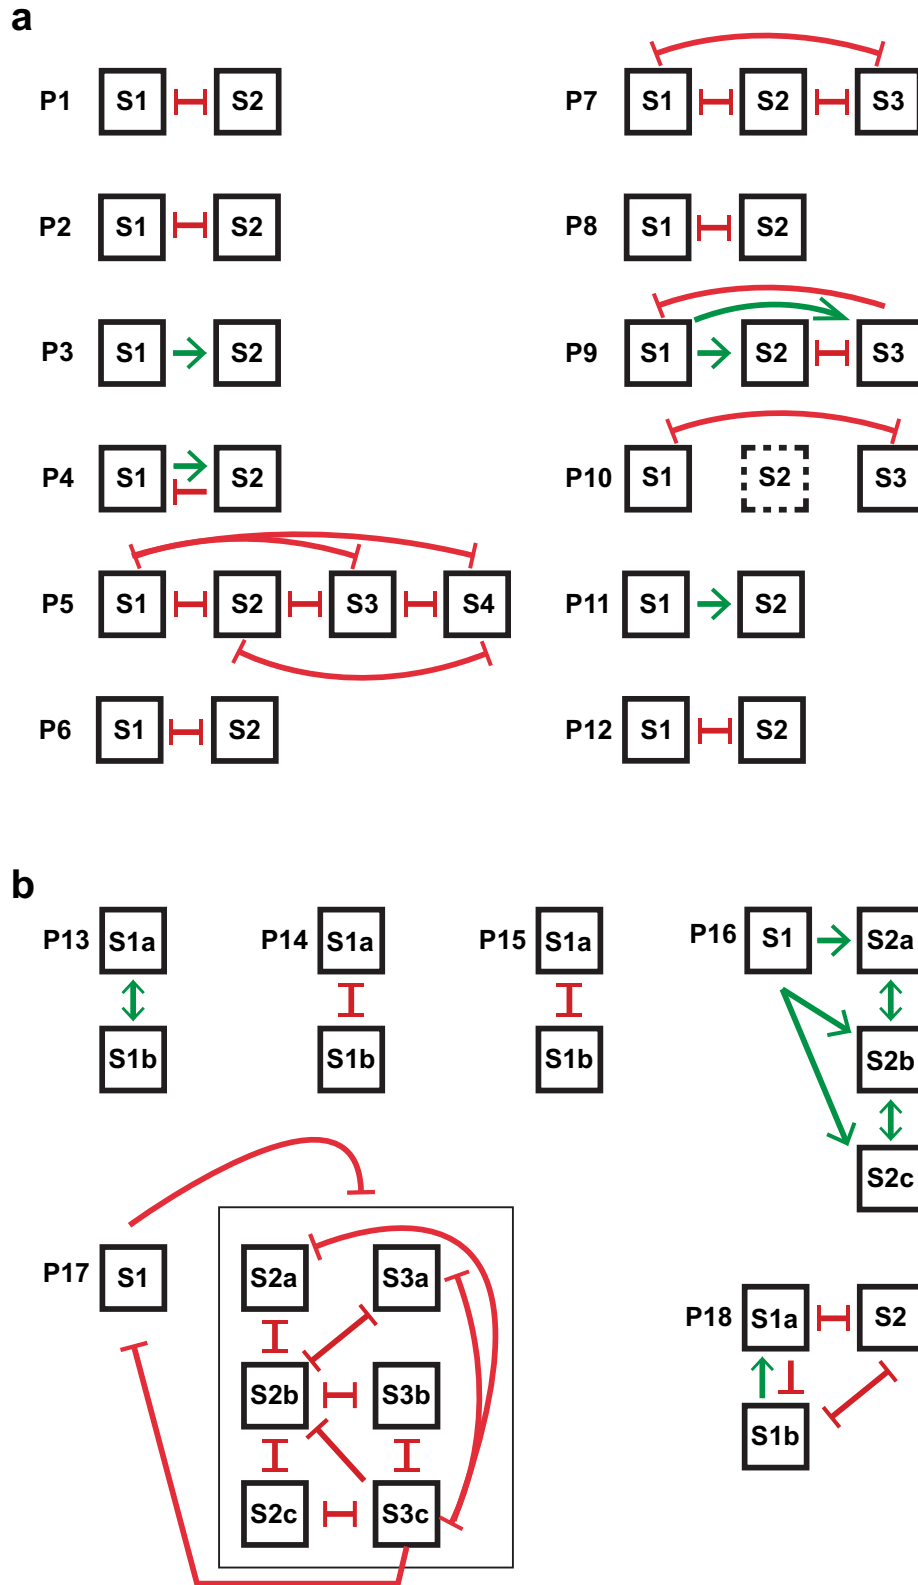 a
P1 S1 S2
P7 S1 S2 S3
P2 S1 S2
P8 S1 S2
P3 S1 S2
P9 S1 S2 S3
P4 S1 S2
P10 S1 S2 S3
P5 S1 S2 S3 S4
P11 S1 S2
P6 S1 S2
P12 S1 S2
b
P13 S1a
P14 S1a
P15 S1a
P16 S1 S2a
S1b
S1b
S1b
S2b
S2c
P17 S1
S2a S3a
P18 S1a S2
S2b S3b
S1b
S2c S3c